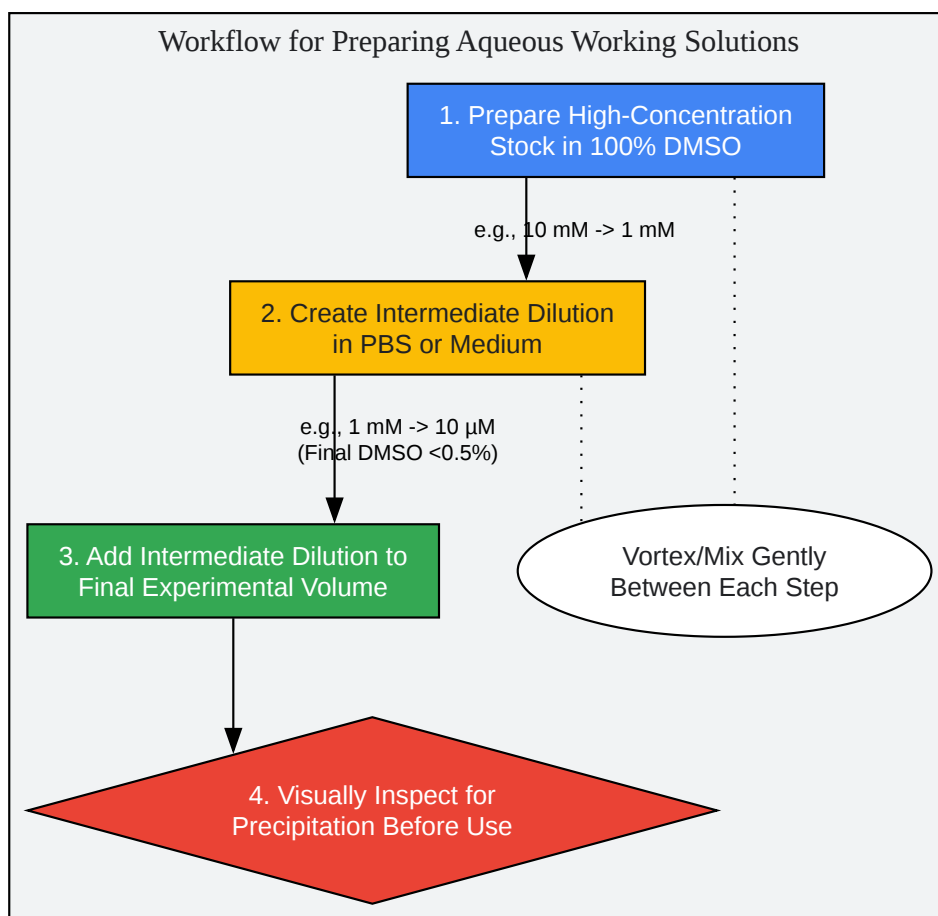 Workflow for Preparing Aqueous Working Solutions
1. Prepare High-Concentration
Stock in 100% DMSO
e.g., 10 mM -> 1 mM
2. Create Intermediate Dilution
in PBS or Medium
e.g., 1 mM -> 10 µM
(Final DMSO <0.5%)
3. Add Intermediate Dilution to
Final Experimental Volume
Vortex/Mix Gently
Between Each Step
4. Visually Inspect for
Precipitation Before Use